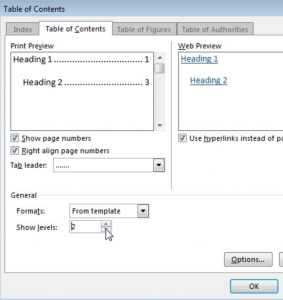 Table of Contents
Index
Table of Contents
Table of Figures
Table of Authorities
Print Preview
Heading 1 .............................. 1
Heading 2 ........................... 3
Web Preview
Heading 1
Heading 2
Show page numbers
Right align page numbers
Use hyperlinks instead of pa
Tab leader:
.......
General
Formats:
From template
Show levels:
2
Options...
OK